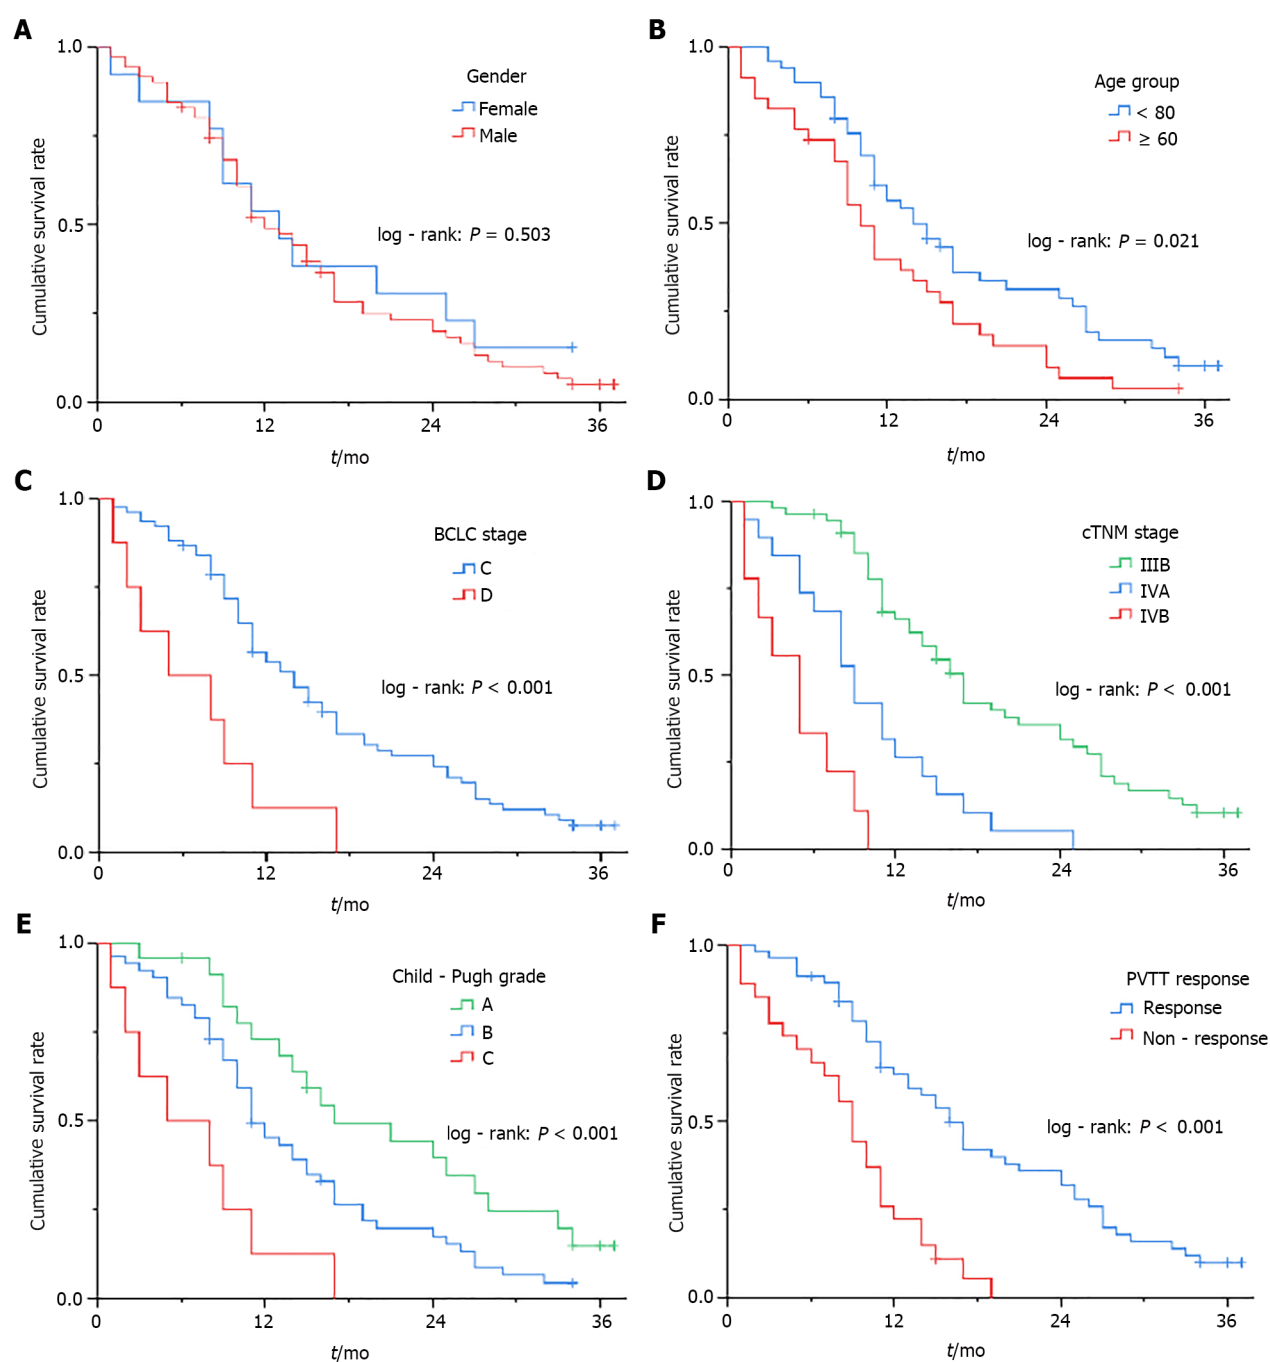 A
1.0
0.5
0.0
0
12
24
36
Cumulative survival rate
t/mo
Gender
Female
Male
log - rank: P = 0.503
B
1.0
0.5
0.0
0
12
24
36
Cumulative survival rate
t/mo
Age group
< 80
≥ 60
log - rank: P = 0.021
C
1.0
0.5
0.0
0
12
24
36
Cumulative survival rate
t/mo
BCLC stage
C
D
log - rank: P < 0.001
D
1.0
0.5
0.0
0
12
24
36
Cumulative survival rate
t/mo
cTNM stage
IIIB
IVA
IVB
log - rank: P < 0.001
E
1.0
0.5
0.0
0
12
24
36
Cumulative survival rate
t/mo
Child - Pugh grade
A
B
C
log - rank: P < 0.001
F
1.0
0.5
0.0
0
12
24
36
Cumulative survival rate
t/mo
PVTT response
Response
Non - response
log - rank: P < 0.001